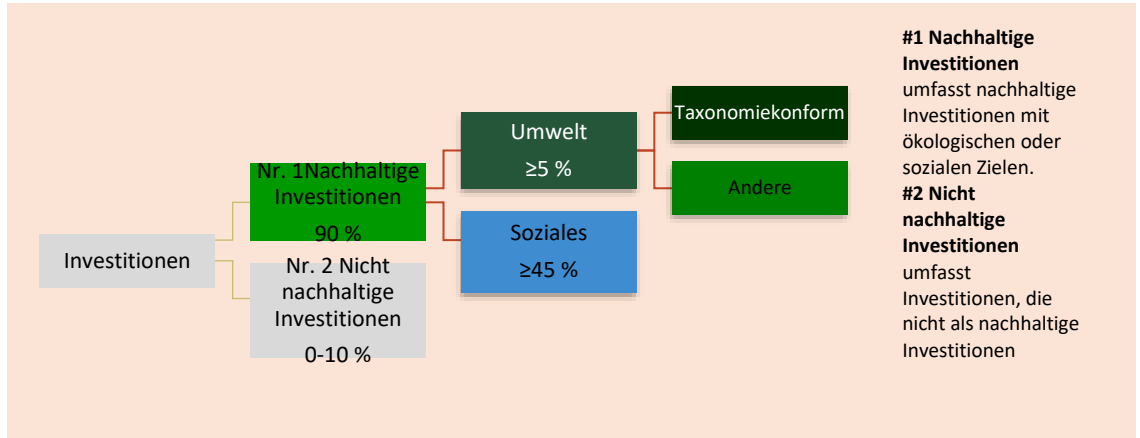 Investitionen
Nr. 1Nachhaltige
Investitionen
90 %
Nr. 2 Nicht
nachhaltige
Investitionen
0-10 %
Umwelt
≥5 %
Soziales
≥45 %
Taxonomiekonform
Andere
#1 Nachhaltige
Investitionen
umfasst nachhaltige
Investitionen mit
ökologischen oder
sozialen Zielen.
#2 Nicht
nachhaltige
Investitionen
umfasst
Investitionen, die
nicht als nachhaltige
Investitionen